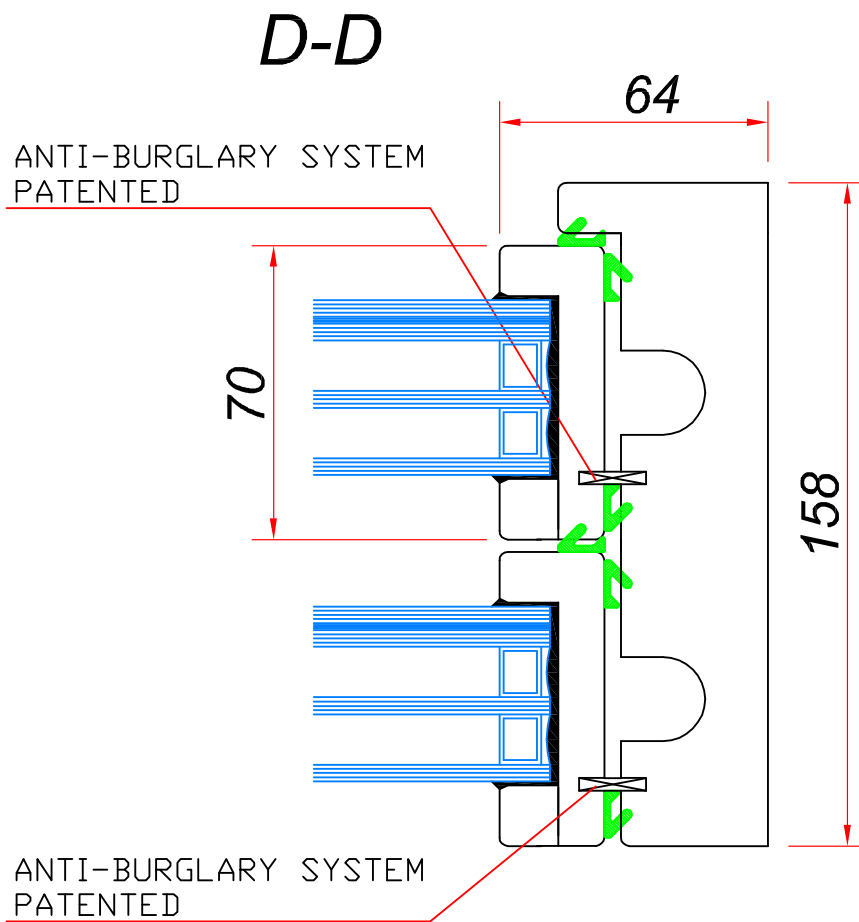 D-D
64
ANTI-BURGLARY SYSTEM
PATENTED
70
158
ANTI-BURGLARY SYSTEM
PATENTED